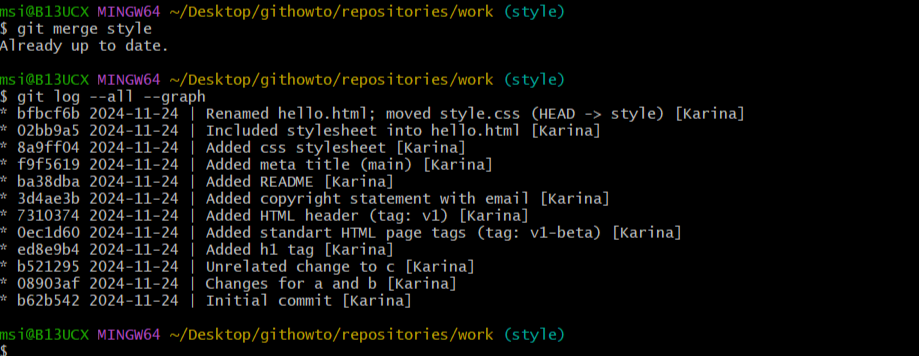 msi@B13UCX MINGW64 ~/Desktop/githowto/repositories/work (style)
$ git merge style
Already up to date.
msi@B13UCX MINGW64 ~/Desktop/githowto/repositories/work (style)
$ git log --all --graph
* bfbcf6b 2024-11-24 | Renamed hello.html; moved style.css (HEAD -> style) [Karina]
* 02bb9a5 2024-11-24 | Included stylesheet into hello.html [Karina]
* 8a9ff04 2024-11-24 | Added css stylesheet [Karina]
* f9f5619 2024-11-24 | Added meta title (main) [Karina]
* ba38dba 2024-11-24 | Added README [Karina]
* 3d4ae3b 2024-11-24 | Added copyright statement with email [Karina]
* 7310374 2024-11-24 | Added HTML header (tag: v1) [Karina]
* 0ec1d60 2024-11-24 | Added standart HTML page tags (tag: v1-beta) [Karina]
* ed8e9b4 2024-11-24 | Added h1 tag [Karina]
* b521295 2024-11-24 | Unrelated change to c [Karina]
* 08903af 2024-11-24 | Changes for a and b [Karina]
* b62b542 2024-11-24 | Initial commit [Karina]
msi@B13UCX MINGW64 ~/Desktop/githowto/repositories/work (style)
$